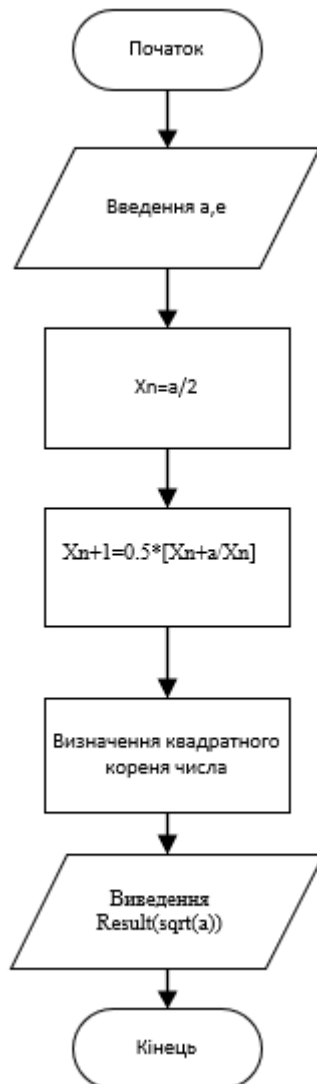 Початок
Введення a,e
Xn=a/2
Xn+1=0.5*[Xn+a/Xn]
Визначення квадратного
кореня числа
Виведення
Result(sqrt(a))
Кінець